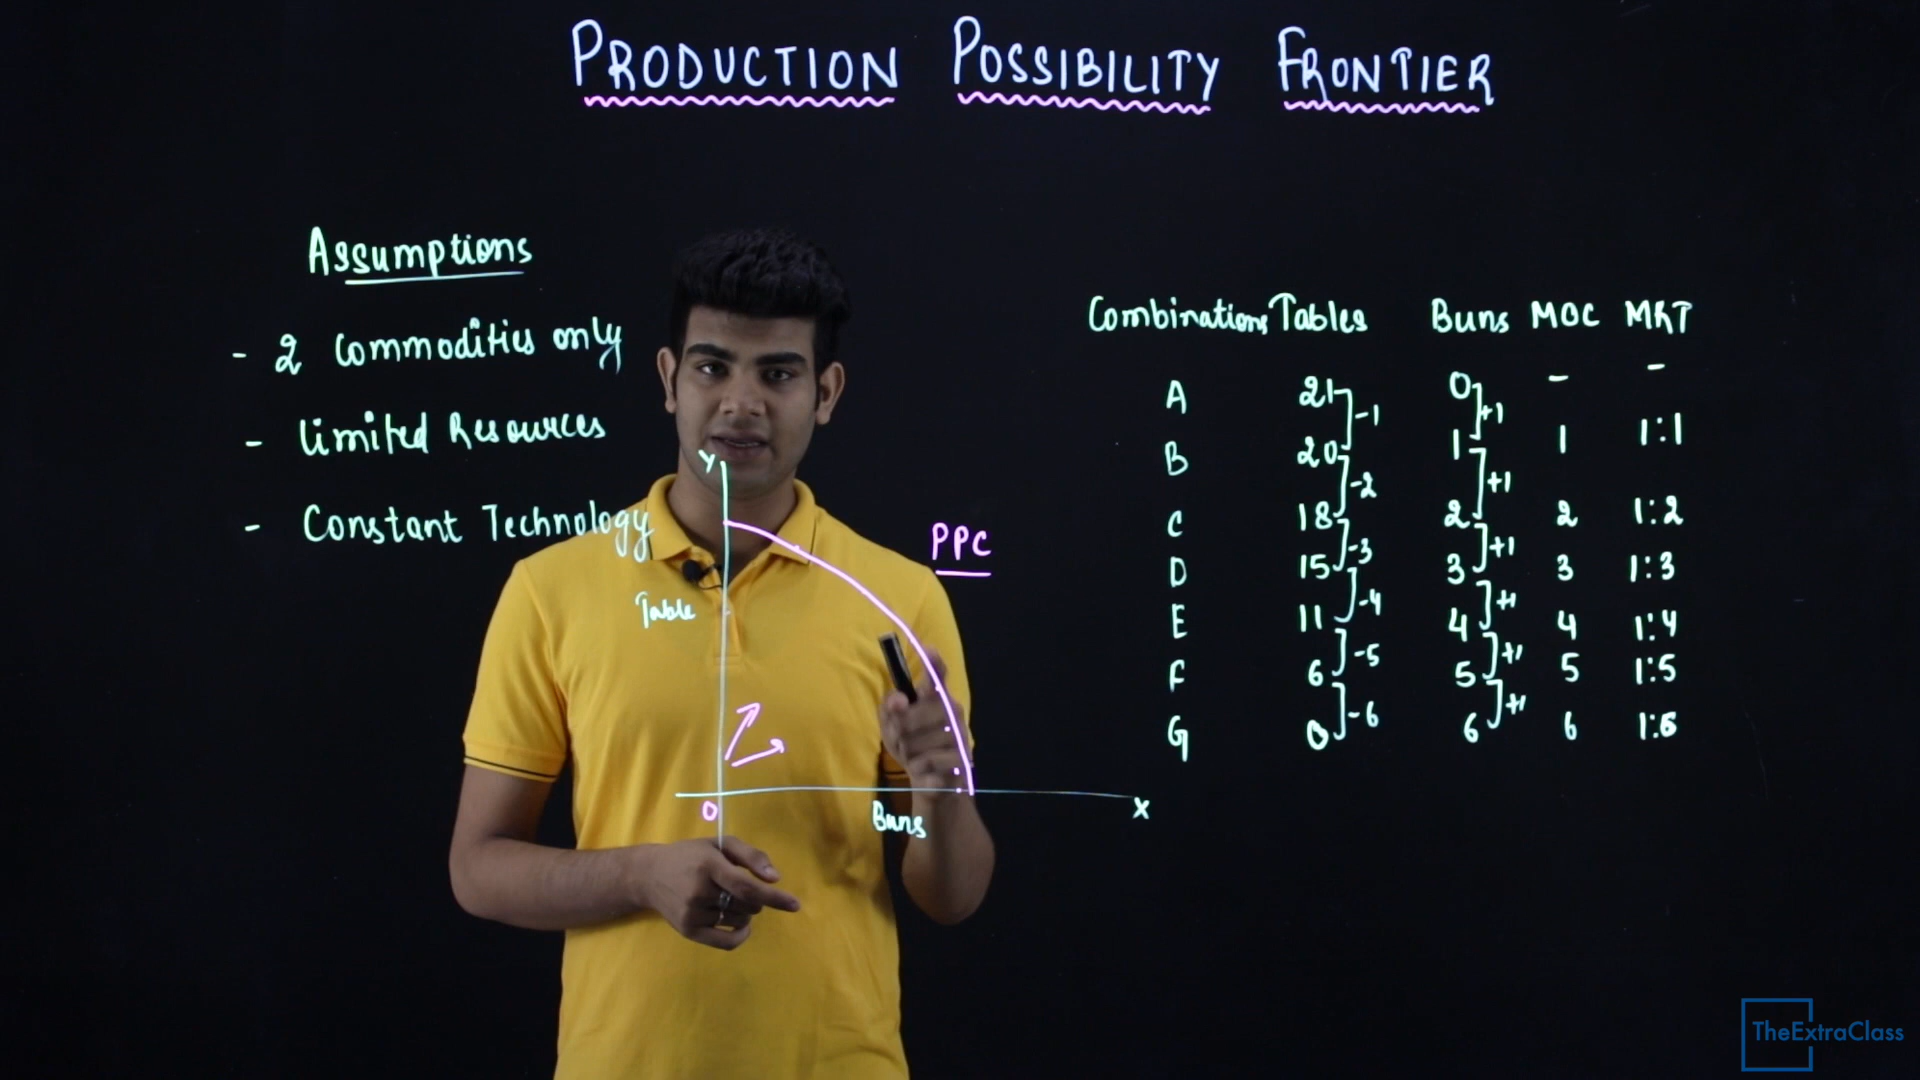 PRODUCTION POSSIBILITY FRONTIER
Assumptions
- 2 Commodities only
- Limited Resources
- Constant Technology
Y
PPC
Table
O
Buns
X
Combinations Tables Buns MOC MRT
A 21 0 - -
-1 +1
B 20 1 1 1:1
-2 +1
C 18 2 2 1:2
-3 +1
D 15 3 3 1:3
-4 +1
E 11 4 4 1:4
-5 +1
F 6 5 5 1:5
-6 +1
G 0 6 6 1:6
TheExtraClass